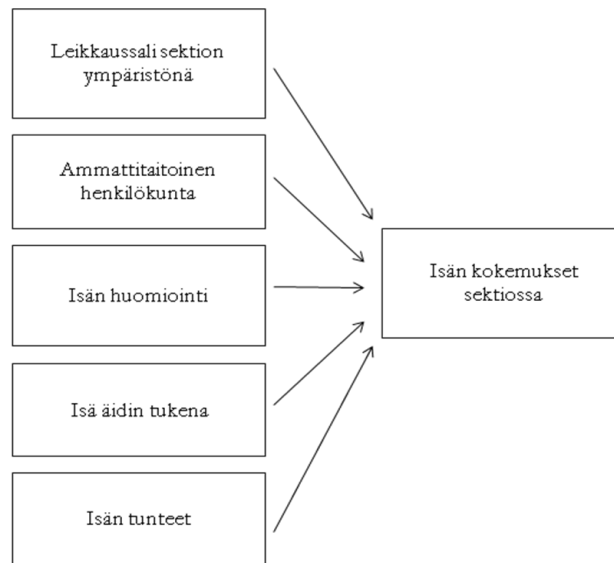 Leikkaussali sektion
ympäristönä
Ammattitaitoinen
henkilökunta
Isän huomiointi
Isä äidin tukena
Isän tunteet
Isän kokemukset
sektiossa